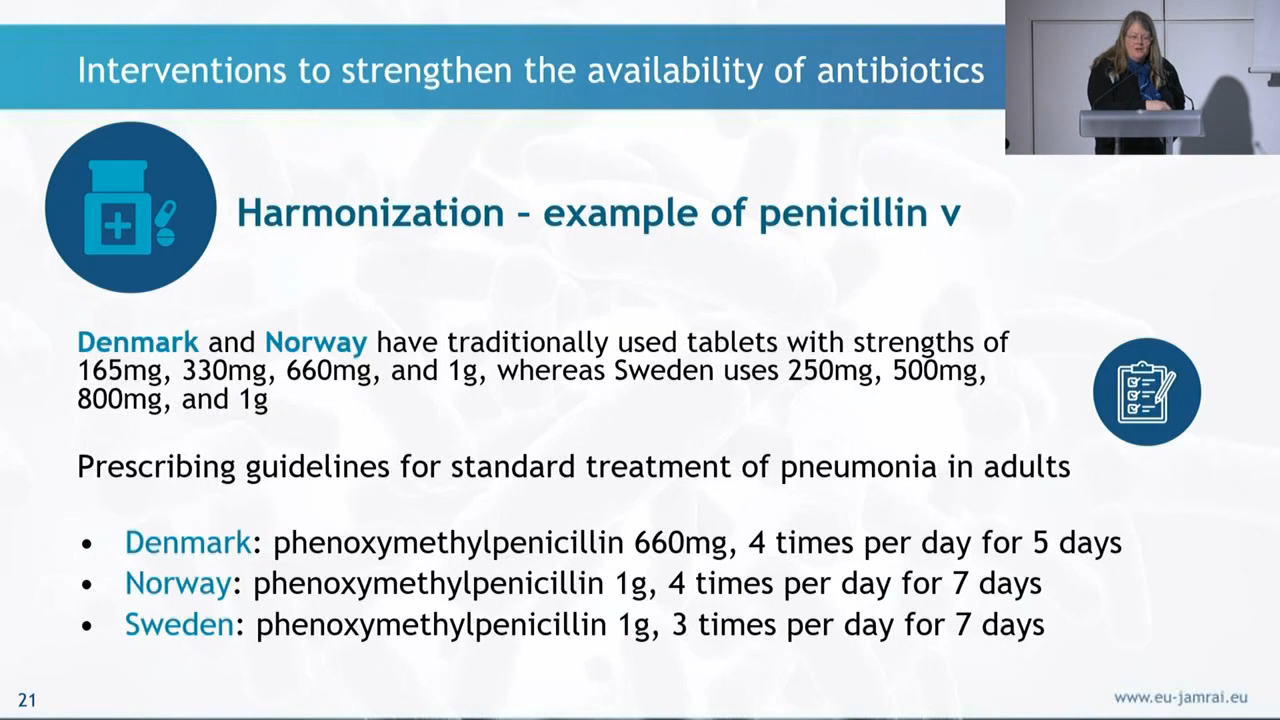 Interventions to strengthen the availability of antibiotics
Harmonization – example of penicillin v
Denmark and Norway have traditionally used tablets with strengths of
165mg, 330mg, 660mg, and 1g, whereas Sweden uses 250mg, 500mg,
800mg, and 1g
Prescribing guidelines for standard treatment of pneumonia in adults
• Denmark: phenoxymethylpenicillin 660mg, 4 times per day for 5 days
• Norway: phenoxymethylpenicillin 1g, 4 times per day for 7 days
• Sweden: phenoxymethylpenicillin 1g, 3 times per day for 7 days
21
www.eu-jamrai.eu